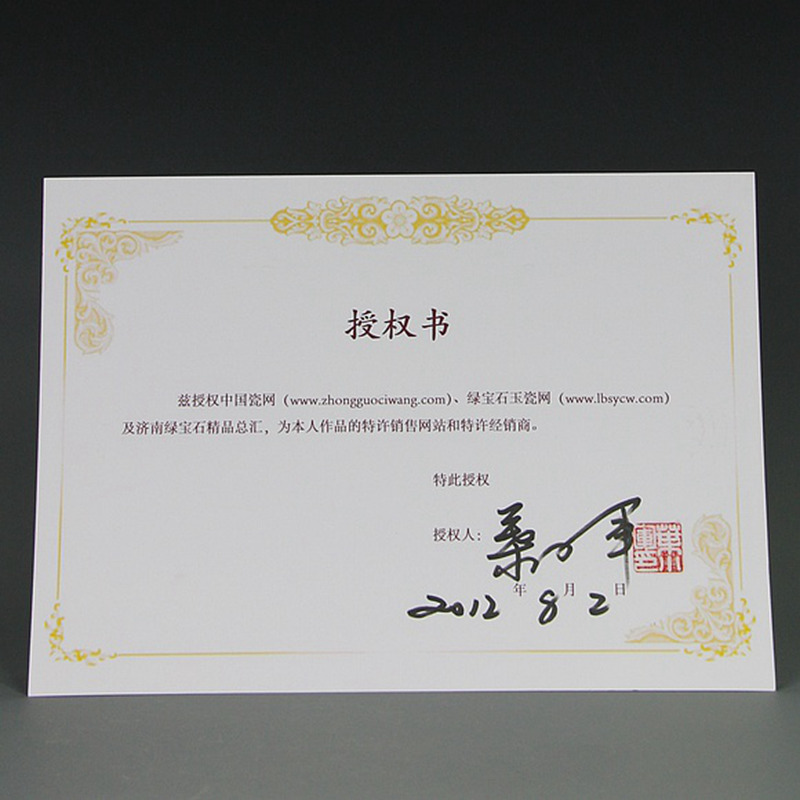 授权书
兹授权中国瓷网（www.zhongguociwang.com）、绿宝石玉瓷网（www.lbsycw.com）
及济南绿宝石精品总汇，为本人作品的特许销售网站和特许经销商。
特此授权
授权人：
年 月 日
2012 8 2